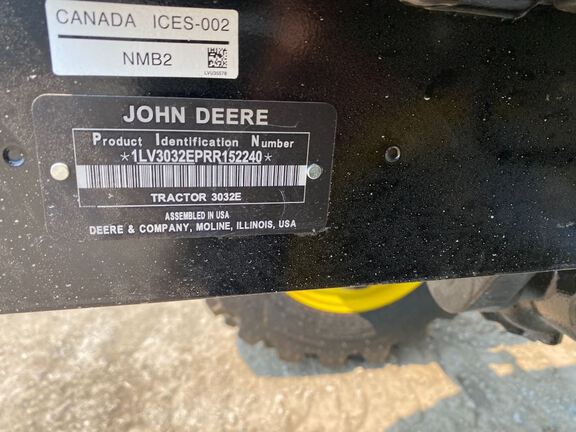 CANADA ICES-002
NMB2
JOHN DEERE
Product Identification Number
*1LV3032EPRR152240*
TRACTOR 3032E
ASSEMBLED IN USA
DEERE & COMPANY, MOLINE, ILLINOIS, USA